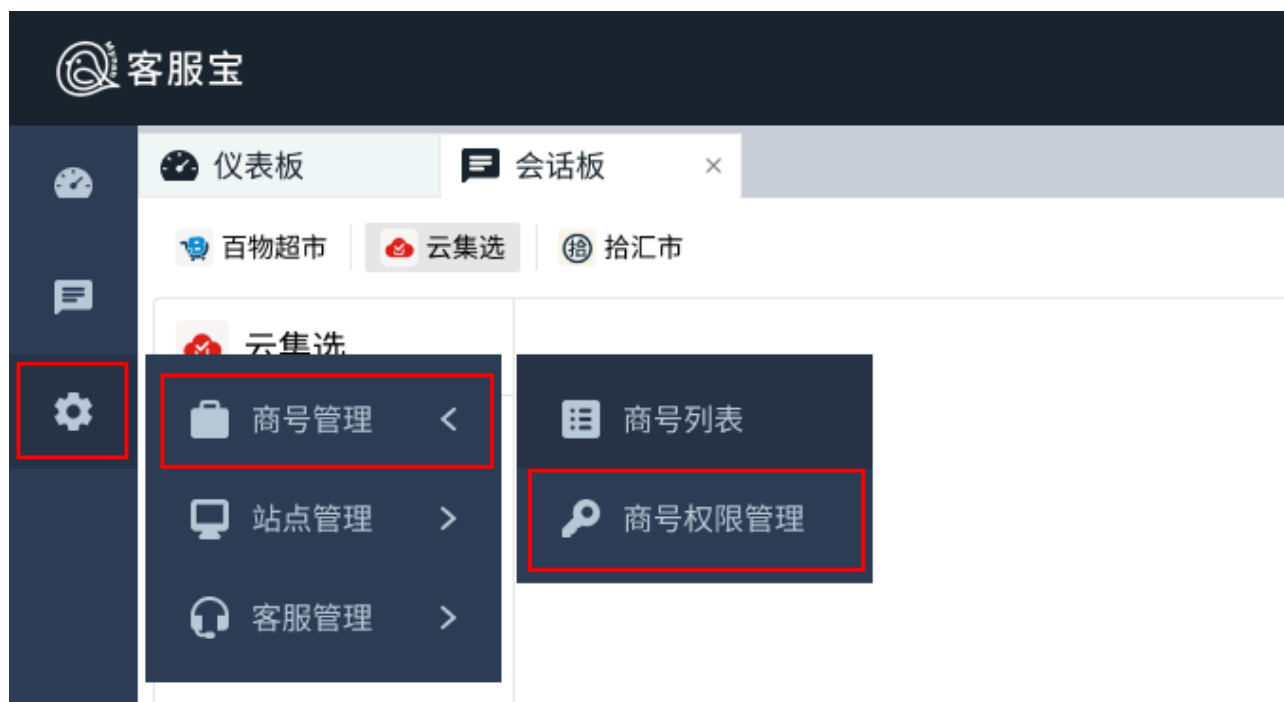 客服宝
仪表板 会话板 ×
百物超市 云集选 拾 拾汇市
云集选
商号管理 商号列表
站点管理 商号权限管理
客服管理